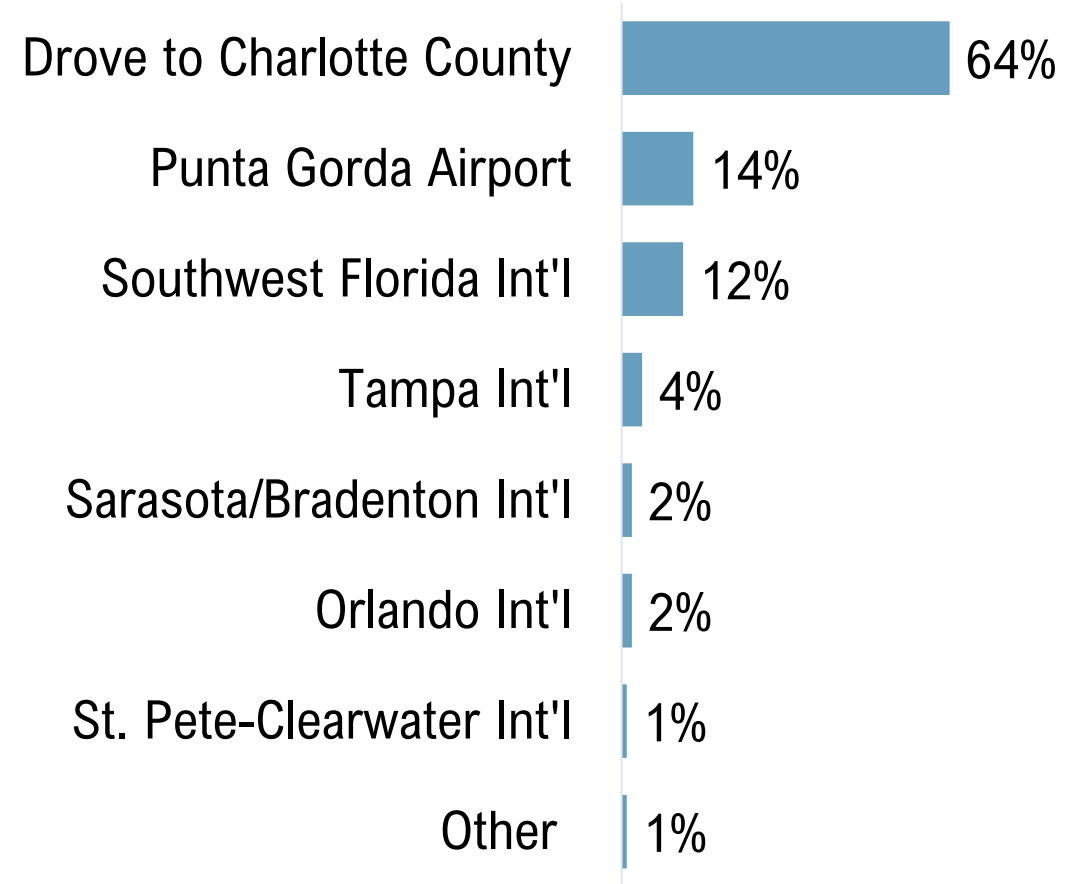 Drove to Charlotte County 64%
Punta Gorda Airport 14%
Southwest Florida Int'l 12%
Tampa Int'l 4%
Sarasota/Bradenton Int'l 2%
Orlando Int'l 2%
St. Pete-Clearwater Int'l 1%
Other 1%